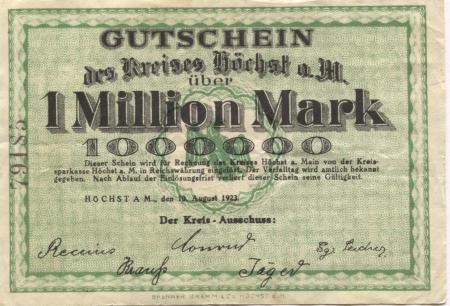 GUTSCHEIN
des Kreises Höchst a. M.
über
1 Million Mark
1000000
Dieser Schein wird für Rechnung des Kreises Höchst a. Main von der Kreis-
sparkasse Höchst a. M. in Reichswährung eingelöst. Der Verfalltag wird amtlich bekannt
gegeben. Nach Ablauf der Einlösungsfrist verliert dieser Schein seine Gültigkeit.
HÖCHST A M., den 10. August 1923.
Der Kreis-Ausschuss:
Conrad
Jäger
79185